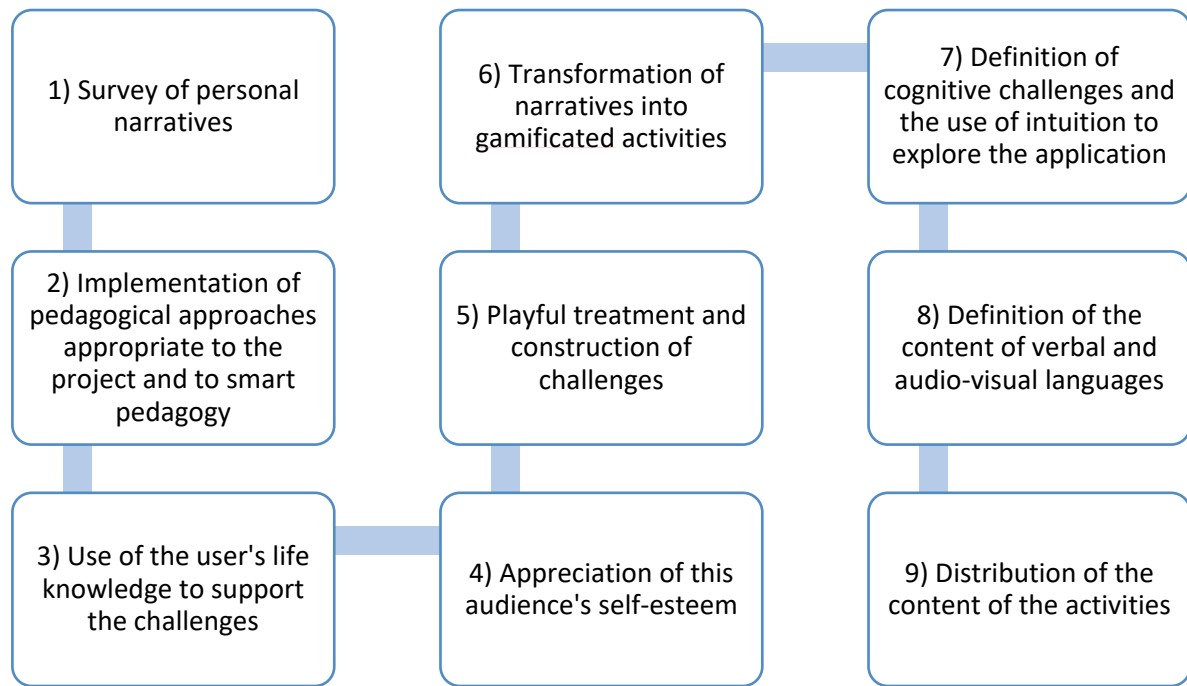 1) Survey of personal
narratives
2) Implementation of
pedagogical approaches
appropriate to the
project and to smart
pedagogy
3) Use of the user's life
knowledge to support
the challenges
4) Appreciation of this
audience's self-esteem
5) Playful treatment and
construction of
challenges
6) Transformation of
narratives into
gamificated activities
7) Definition of
cognitive challenges and
the use of intuition to
explore the application
8) Definition of the
content of verbal and
audio-visual languages
9) Distribution of the
content of the activities